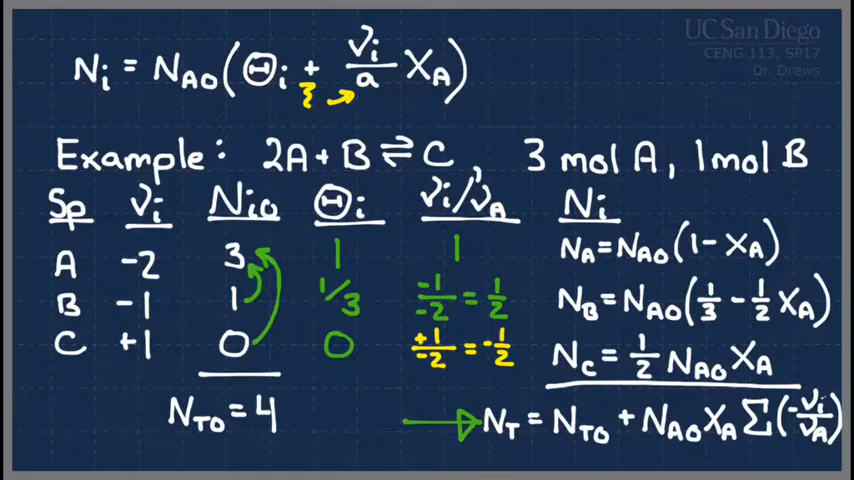 UC San Diego
CENG 113, SP17
Dr. Drews
Nᵢ = N_A0(Θᵢ + νᵢ/a X_A)
ξ →
Example: 2A + B ⇌ C, 3 mol A, 1 mol B
Sp νᵢ Nᵢ₀ Θᵢ νᵢ/ν_A Nᵢ
A -2 3 1 1 N_A = N_A0(1 - X_A)
B -1 1 1/3 -1/-2 = 1/2 N_B = N_A0(1/3 - 1/2 X_A)
C +1 0 0 +1/-2 = -1/2 N_C = 1/2 N_A0 X_A
N_T0 = 4 → N_T = N_T0 + N_A0 X_A Σ(-νᵢ/ν_A)